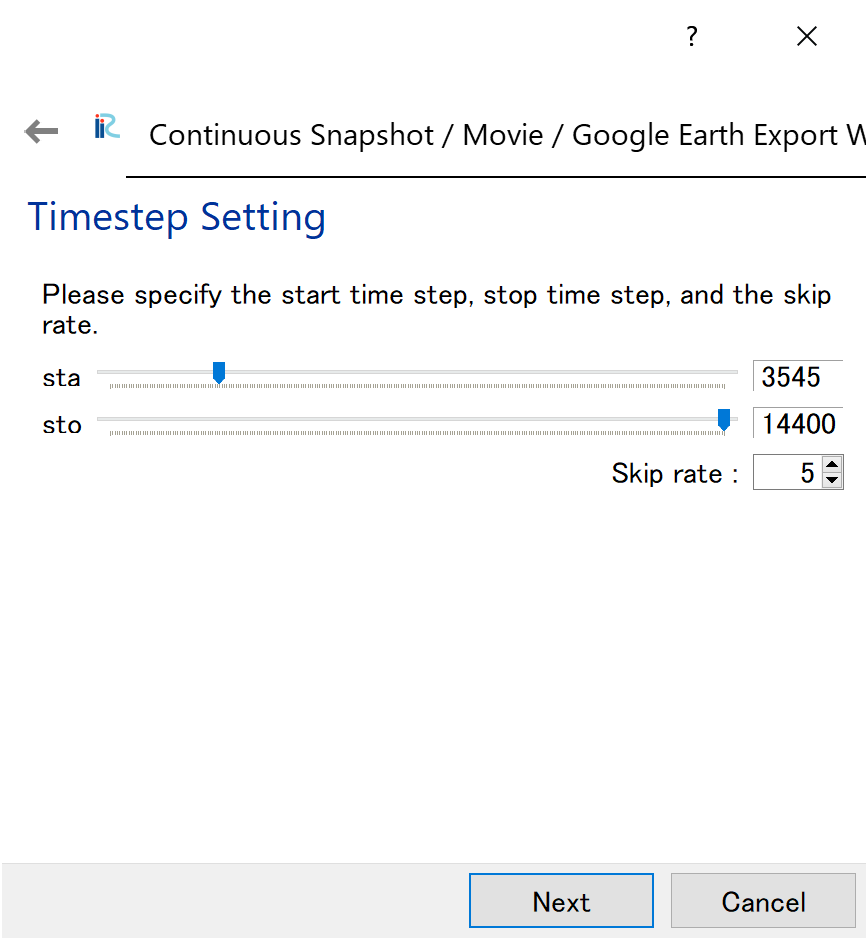 ?
Continuous Snapshot / Movie / Google Earth Export W
Timestep Setting
Please specify the start time step, stop time step, and the skip
rate.
sta 3545
sto 14400
Skip rate : 5
Next Cancel